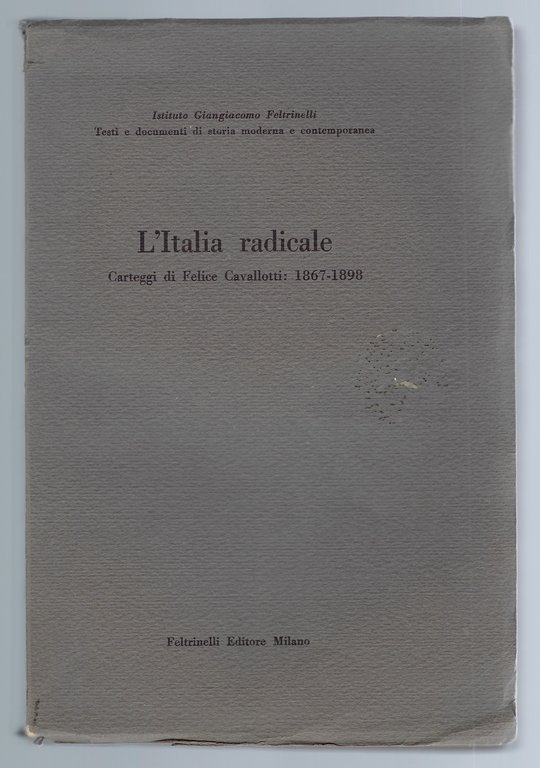 Istituto Giangiacomo Feltrinelli
Testi e documenti di storia moderna e contemporanea
L'Italia radicale
Carteggi di Felice Cavallotti: 1867-1898
Feltrinelli Editore Milano